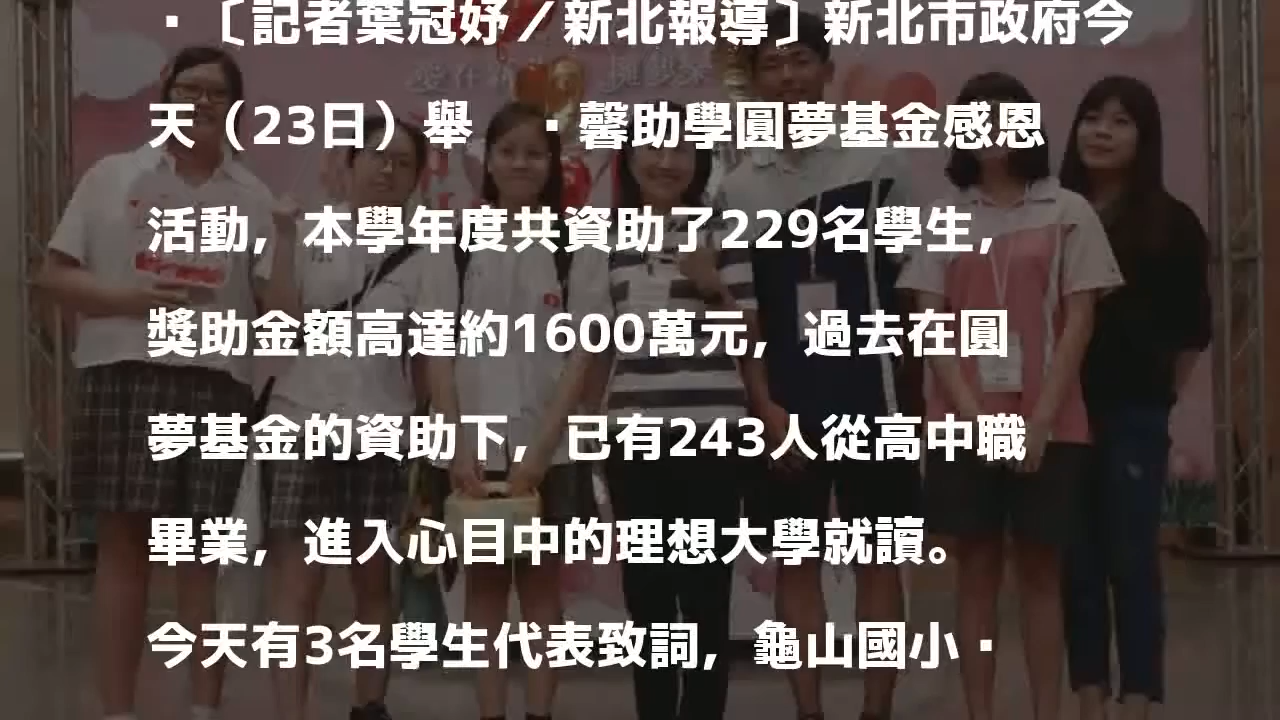 ·〔記者葉冠妤／新北報導〕新北市政府今
天（23日）舉 ·馨助學圓夢基金感恩
活動，本學年度共資助了229名學生，
獎助金額高達約1600萬元，過去在圓
夢基金的資助下，已有243人從高中職
畢業，進入心目中的理想大學就讀。
今天有3名學生代表致詞，龜山國小·